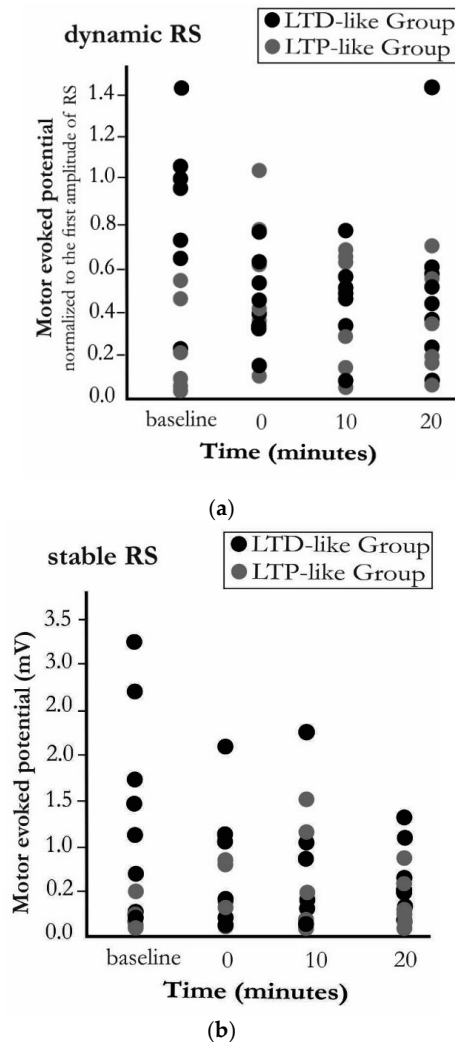 dynamic RS
LTD-like Group
LTP-like Group
Motor evoked potential
normalized to the first amplitude of RS
1.4
1.2
1.0
0.8
0.6
0.4
0.2
0.0
baseline 0 10 20
Time (minutes)
(a)
stable RS
LTD-like Group
LTP-like Group
Motor evoked potential (mV)
3.5
3.0
2.0
2.0
1.5
1.0
0.2
0.0
baseline 0 10 20
Time (minutes)
(b)